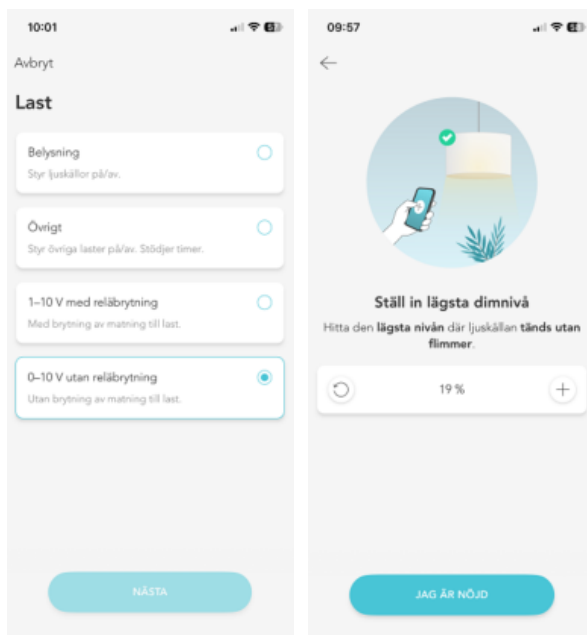 10:01
Avbryt
Last
Belysning
Styr ljuskällor på/av.
Övrigt
Styr övriga laster på/av. Stödjer timer.
1–10 V med reläbrytning
Med brytning av matning till last.
0–10 V utan reläbrytning
Utan brytning av matning till last.
NÄSTA
09:57
Ställ in lägsta dimnivå
Hitta den lägsta nivån där ljuskällan tänds utan
flimmer.
19 %
JAG ÄR NÖJD